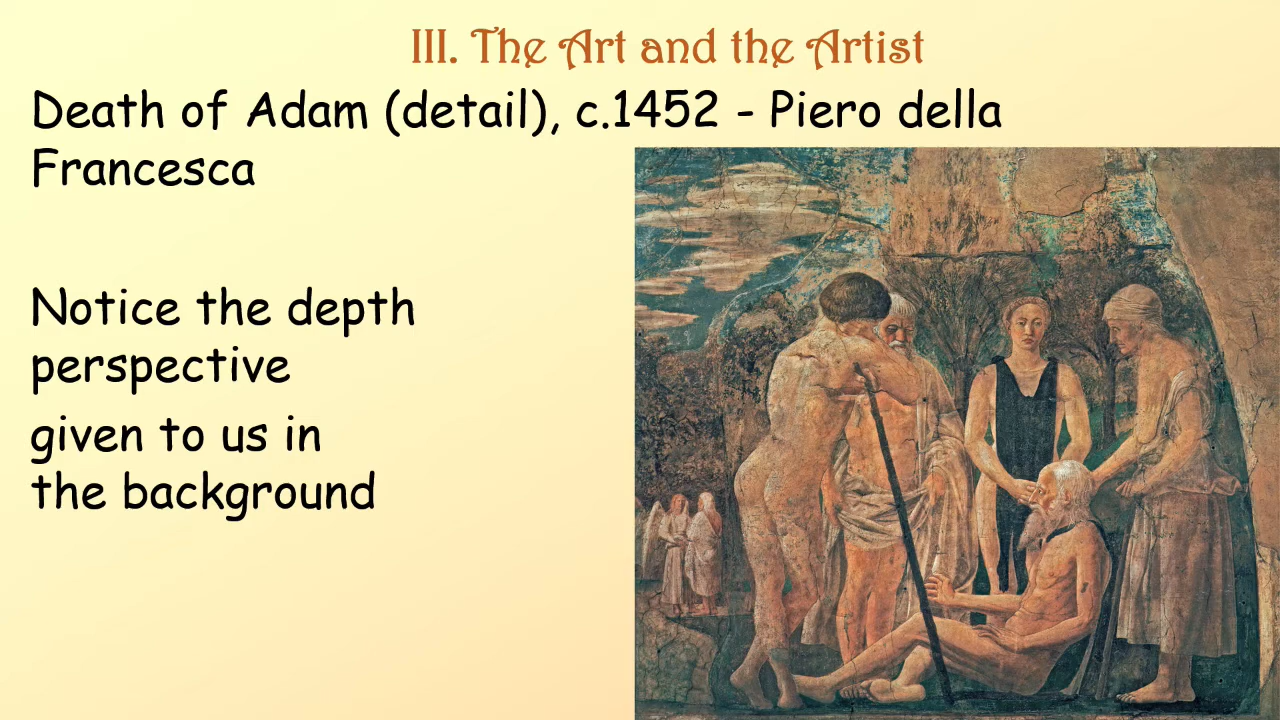 III. The Art and the Artist
Death of Adam (detail), c.1452 - Piero della
Francesca
Notice the depth
perspective
given to us in
the background